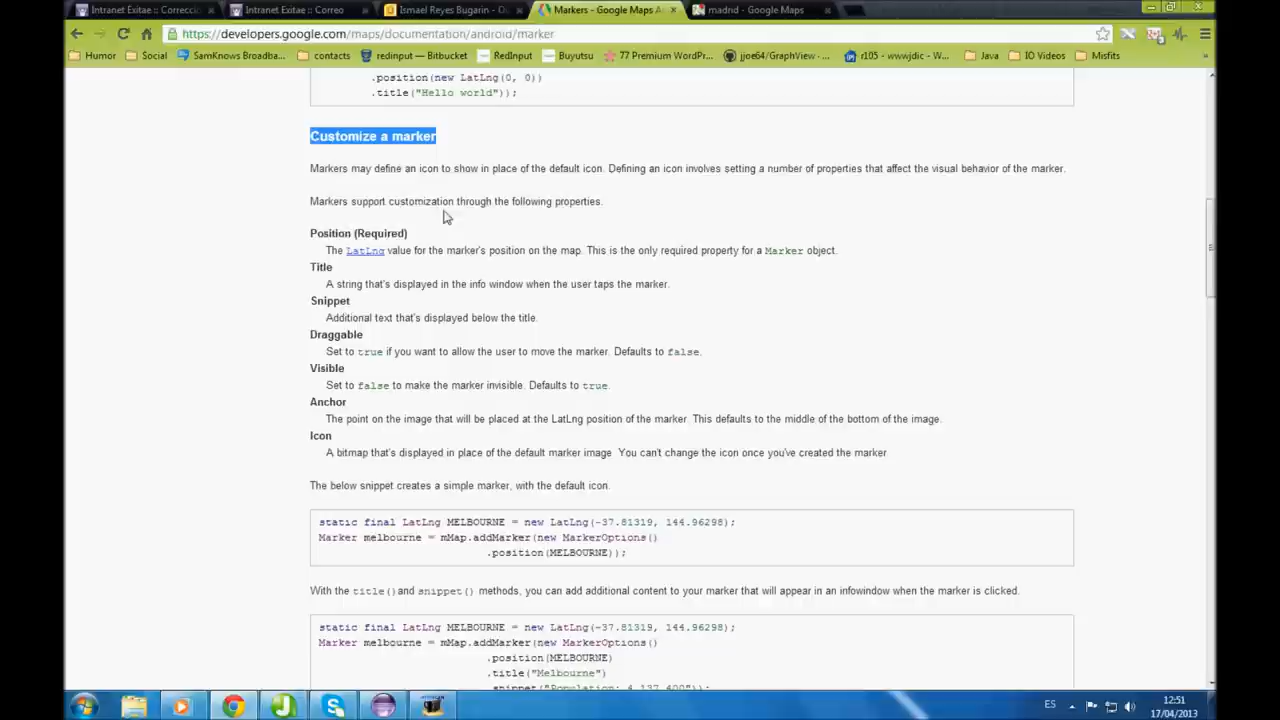 Intranet Exitae :: Correcció
Intranet Exitae :: Correo
Ismael Reyes Bugarin - O
Markers - Google Maps A
madrid - Google Maps
https://developers.google.com/maps/documentation/android/marker
Humor
Social
SamKnows Broadba...
contacts
redinput — Bitbucket
RedInput
Buyutsu
77 Premium WordPr...
jjoe64/GraphView · ...
r105 - wwwjdic - W...
Java
IO Videos
Misfits
.position(new LatLng(0, 0))
.title("Hello world"));
Customize a marker
Markers may define an icon to show in place of the default icon. Defining an icon involves setting a number of properties that affect the visual behavior of the marker.
Markers support customization through the following properties.
Position (Required)
The LatLng value for the marker's position on the map. This is the only required property for a Marker object.
Title
A string that's displayed in the info window when the user taps the marker.
Snippet
Additional text that's displayed below the title.
Draggable
Set to true if you want to allow the user to move the marker. Defaults to false.
Visible
Set to false to make the marker invisible. Defaults to true.
Anchor
The point on the image that will be placed at the LatLng position of the marker. This defaults to the middle of the bottom of the image.
Icon
A bitmap that's displayed in place of the default marker image. You can't change the icon once you've created the marker
The below snippet creates a simple marker, with the default icon.
static final LatLng MELBOURNE = new LatLng(-37.81319, 144.96298);
Marker melbourne = mMap.addMarker(new MarkerOptions()
.position(MELBOURNE));
With the title()and snippet() methods, you can add additional content to your marker that will appear in an infowindow when the marker is clicked.
static final LatLng MELBOURNE = new LatLng(-37.81319, 144.96298);
Marker melbourne = mMap.addMarker(new MarkerOptions()
.position(MELBOURNE)
.title("Melbourne")
.snippet("Population: 4,137,400"));
ES
12:51
17/04/2013